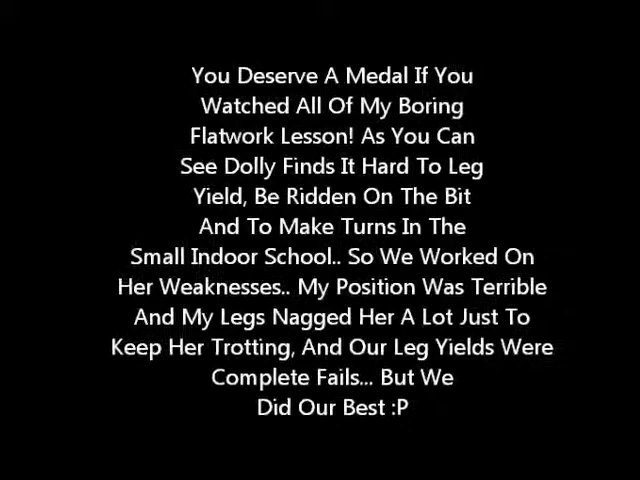 You Deserve A Medal If You
Watched All Of My Boring
Flatwork Lesson! As You Can
See Dolly Finds It Hard To Leg
Yield, Be Ridden On The Bit
And To Make Turns In The
Small Indoor School.. So We Worked On
Her Weaknesses.. My Position Was Terrible
And My Legs Nagged Her A Lot Just To
Keep Her Trotting, And Our Leg Yields Were
Complete Fails... But We
Did Our Best :P